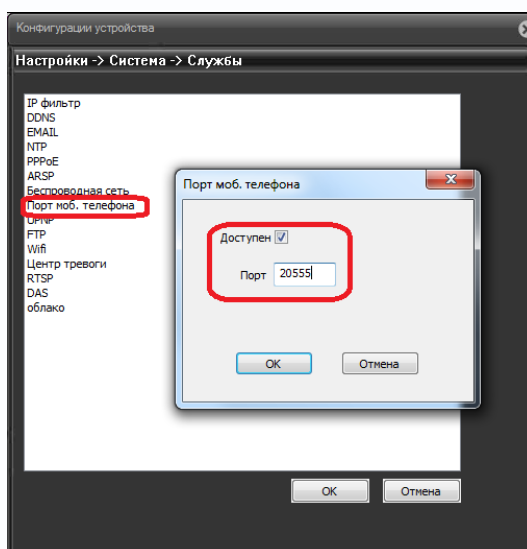 Конфигурации устройства
Настройки -> Система -> Службы
IP фильтр
DDNS
EMAIL
NTP
PPPoE
ARSP
Беспроводная сеть
Порт моб. телефона
UPNP
FTP
Wifi
Центр тревоги
RTSP
DAS
облако
Порт моб. телефона
Доступен
Порт 20555
OK
Отмена
OK
Отмена